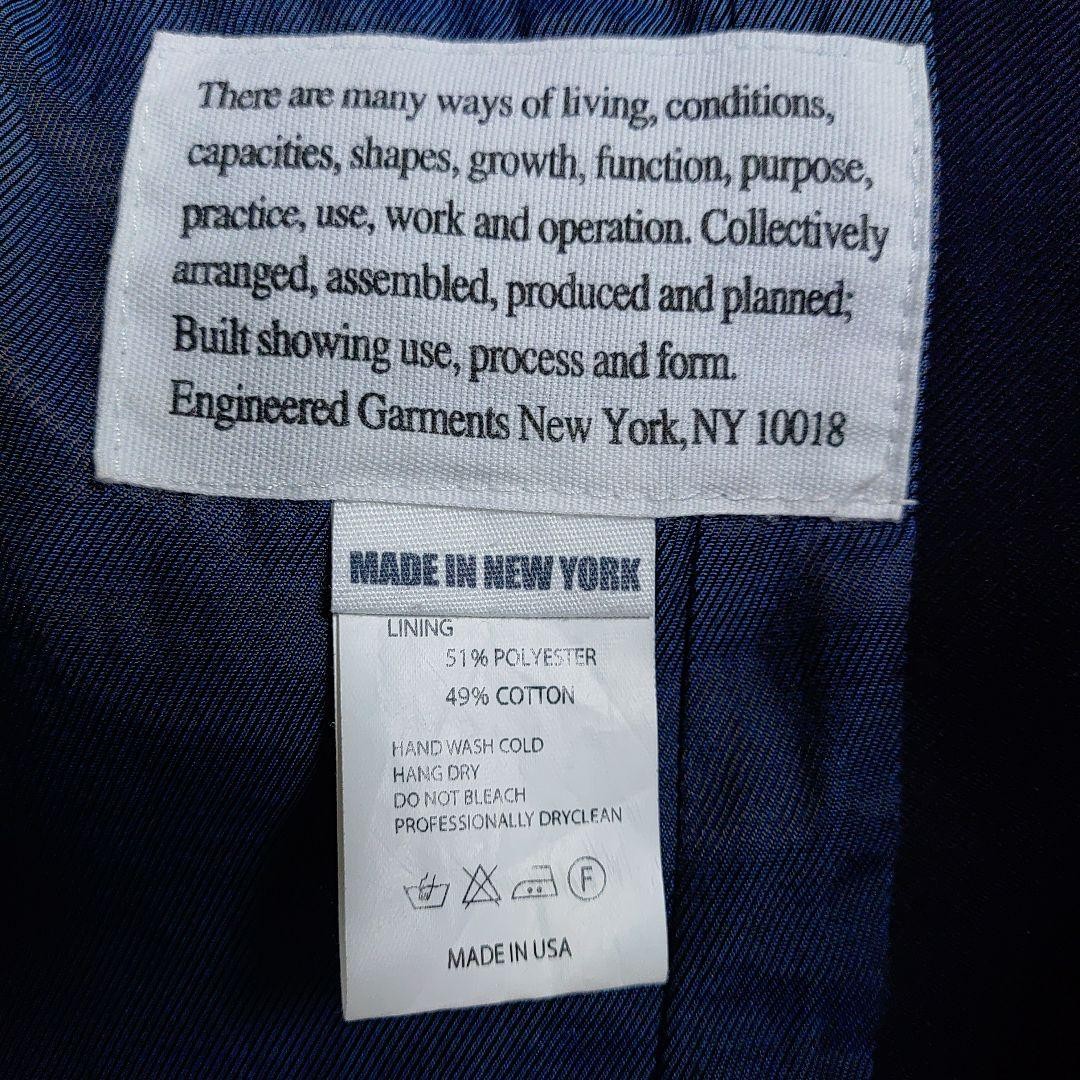 There are many ways of living, conditions,
capacities, shapes, growth, function, purpose,
practice, use, work and operation. Collectively
arranged, assembled, produced and planned;
Built showing use, process and form.
Engineered Garments New York, NY 10018
MADE IN NEW YORK
LINING
51% POLYESTER
49% COTTON
HAND WASH COLD
HANG DRY
DO NOT BLEACH
PROFESSIONALLY DRYCLEAN
F
MADE IN USA